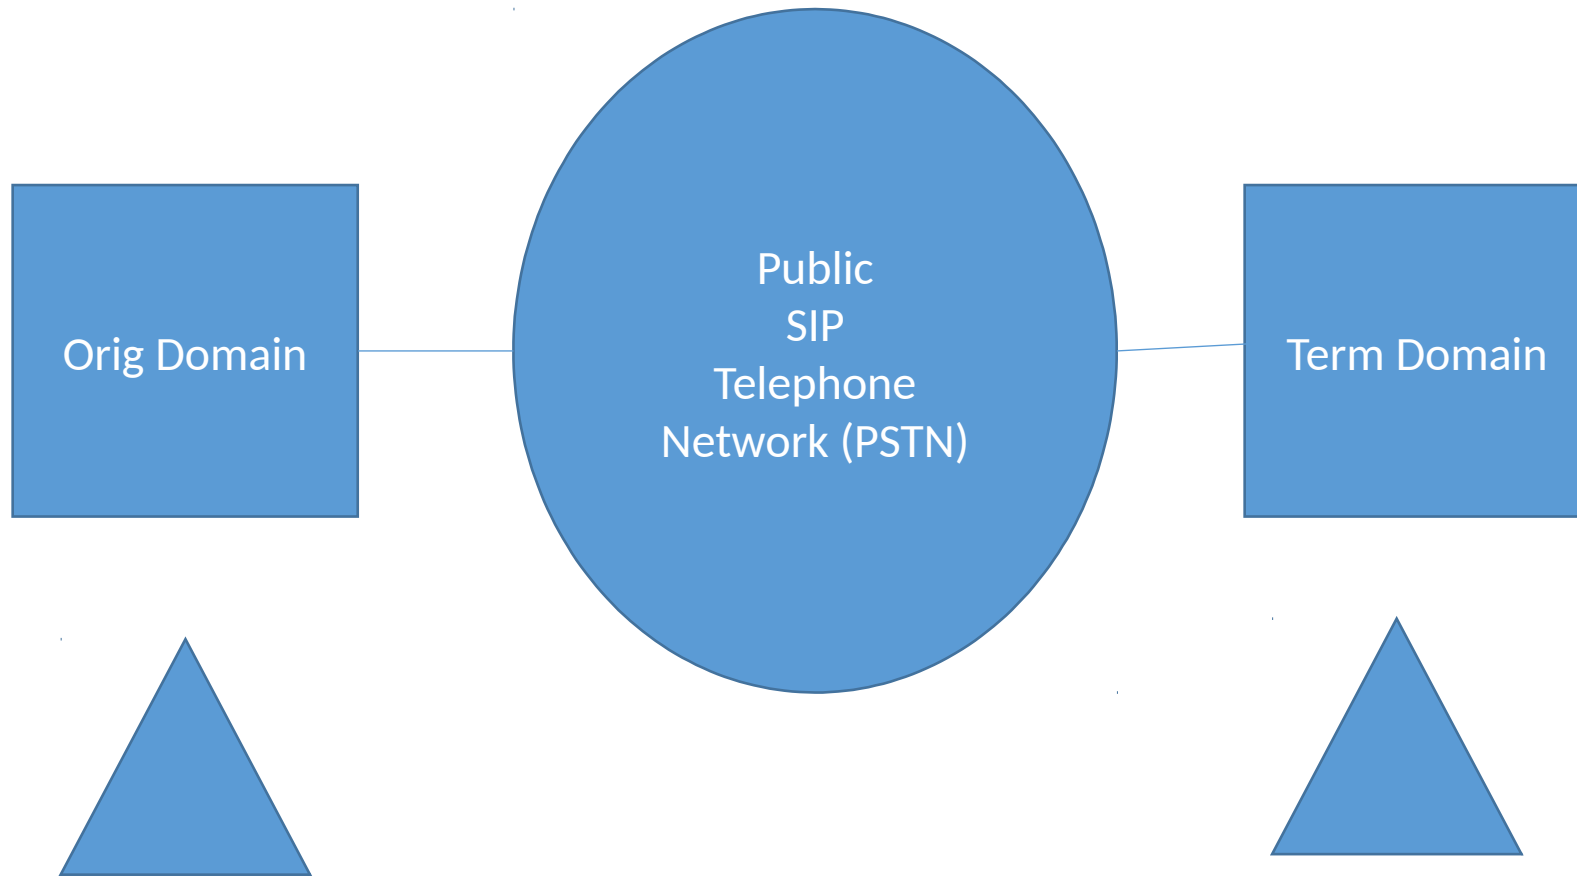 Orig Domain
Public
SIP
Telephone
Network (PSTN)
Term Domain